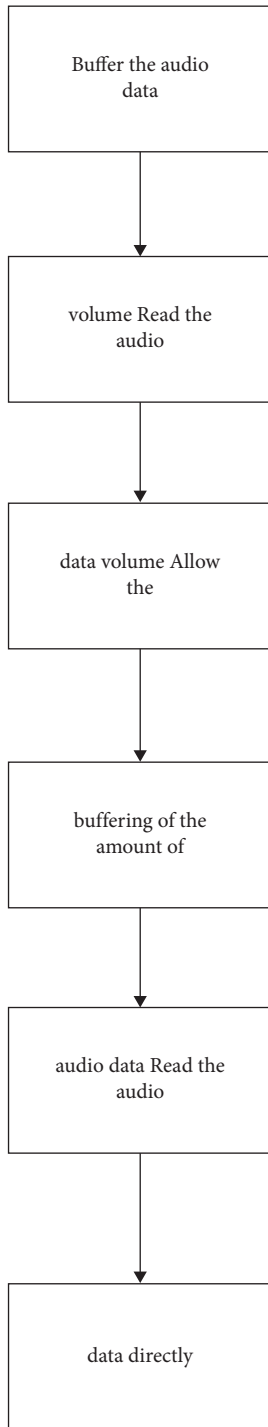 Buffer the audio
data
volume Read the
audio
data volume Allow
the
buffering of the
amount of
audio data Read the
audio
data directly